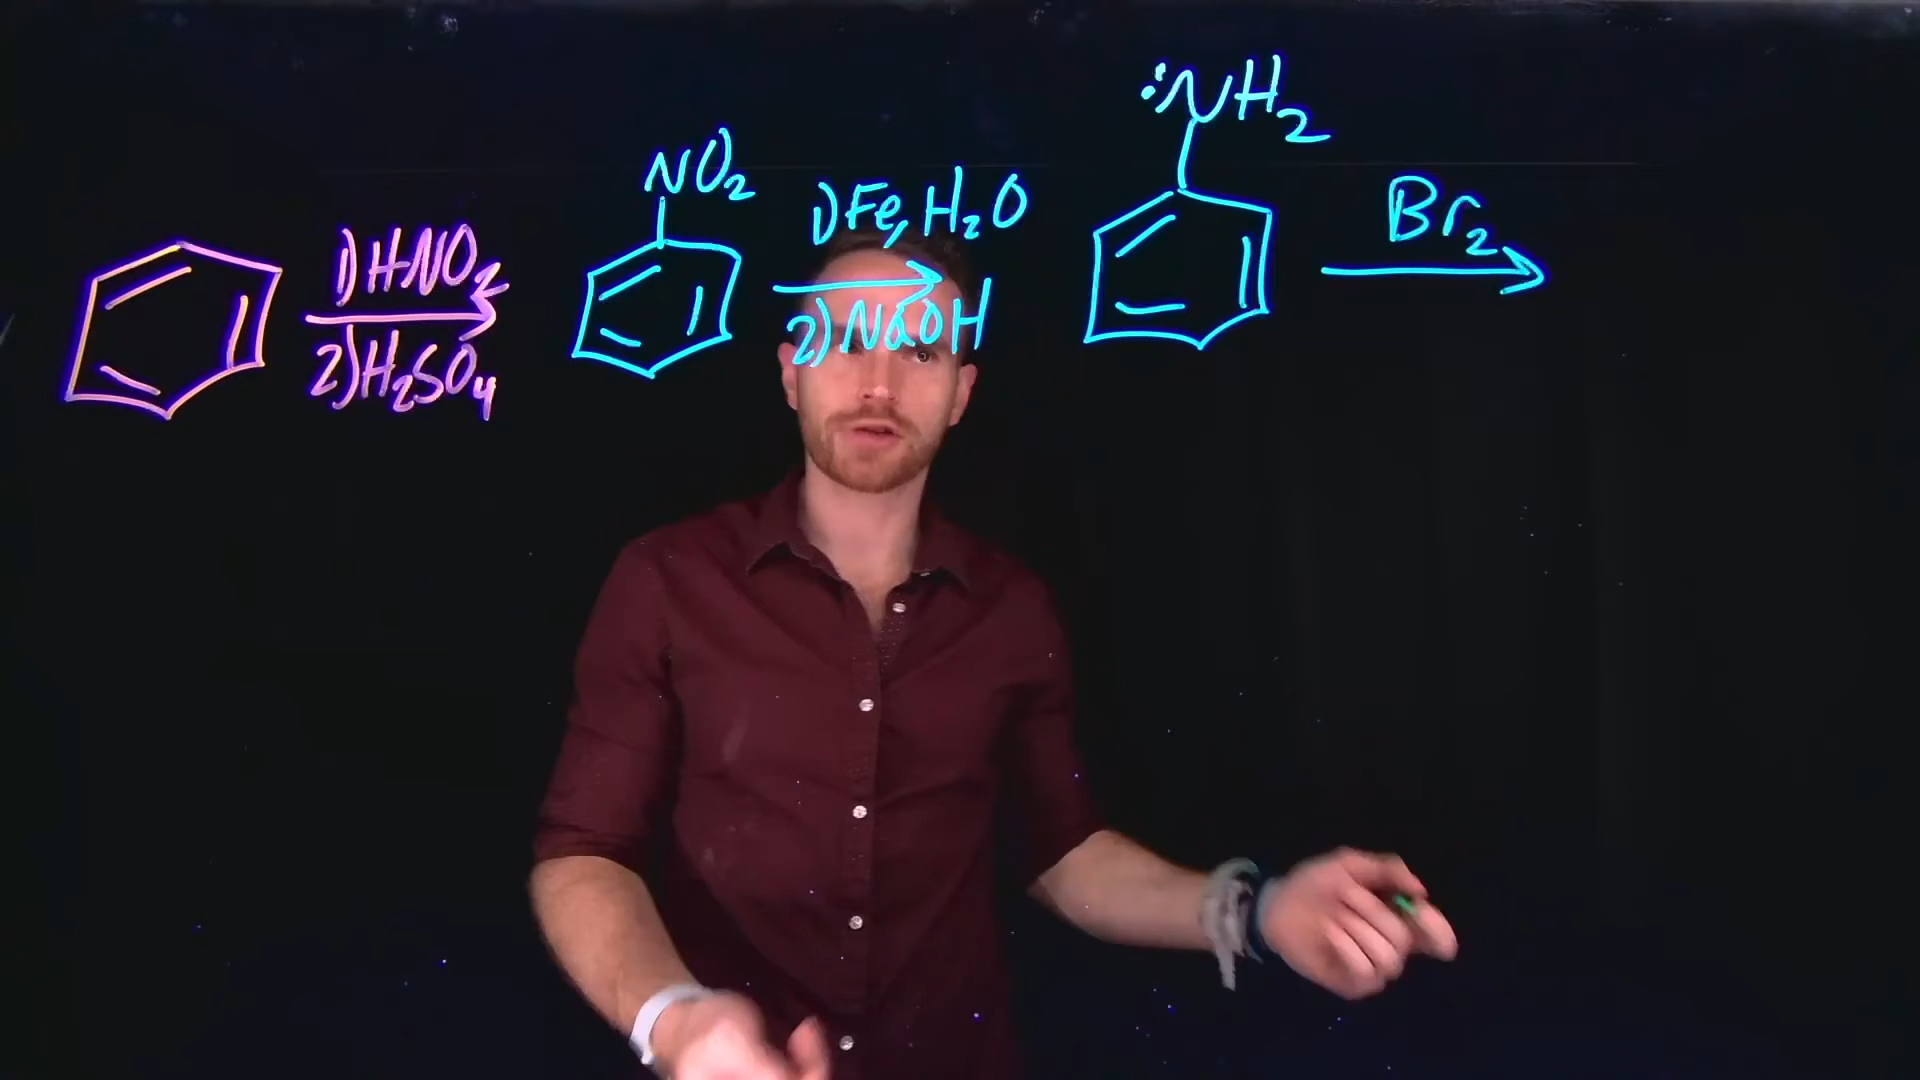 1) HNO3
2) H2SO4
NO2
1) Fe, H2O
2) NaOH
:NH2
Br2